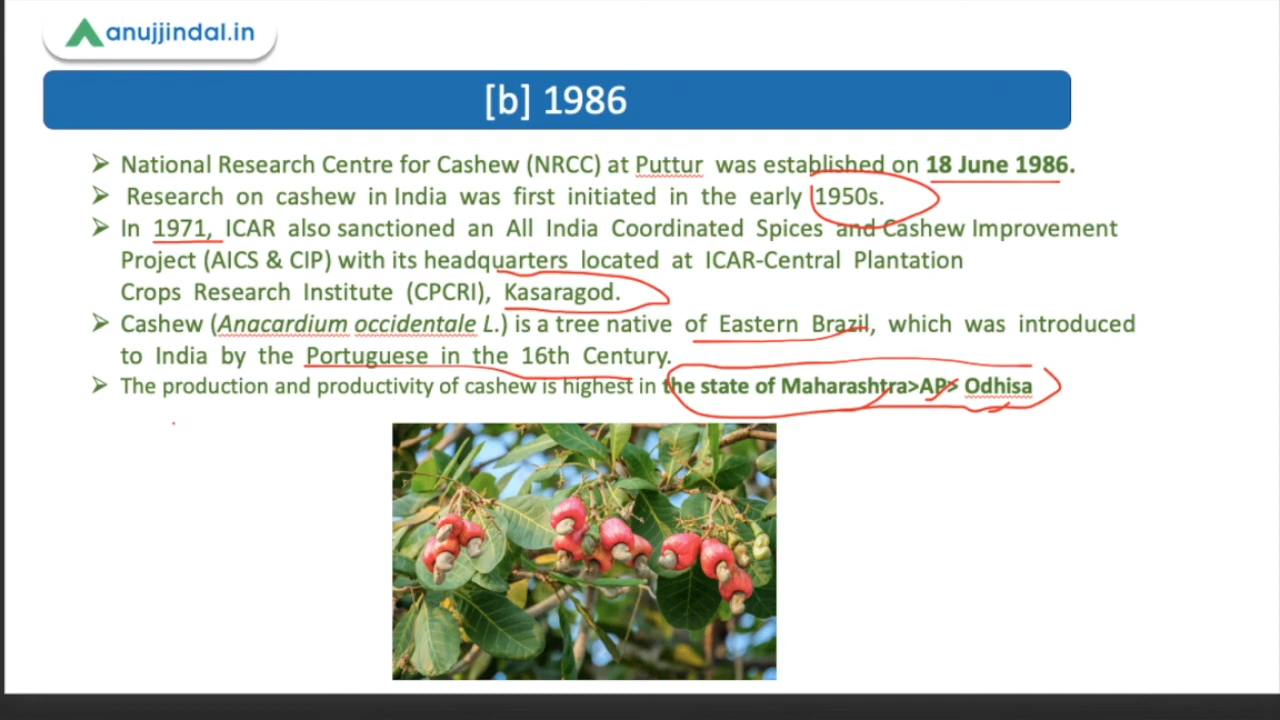 anujjindal.in
[b] 1986
➢ National Research Centre for Cashew (NRCC) at Puttur was established on 18 June 1986.
➢ Research on cashew in India was first initiated in the early 1950s.
➢ In 1971, ICAR also sanctioned an All India Coordinated Spices and Cashew Improvement
Project (AICS & CIP) with its headquarters located at ICAR-Central Plantation
Crops Research Institute (CPCRI), Kasaragod.
➢ Cashew (Anacardium occidentale L.) is a tree native of Eastern Brazil, which was introduced
to India by the Portuguese in the 16th Century.
➢ The production and productivity of cashew is highest in the state of Maharashtra>AP> Odhisa